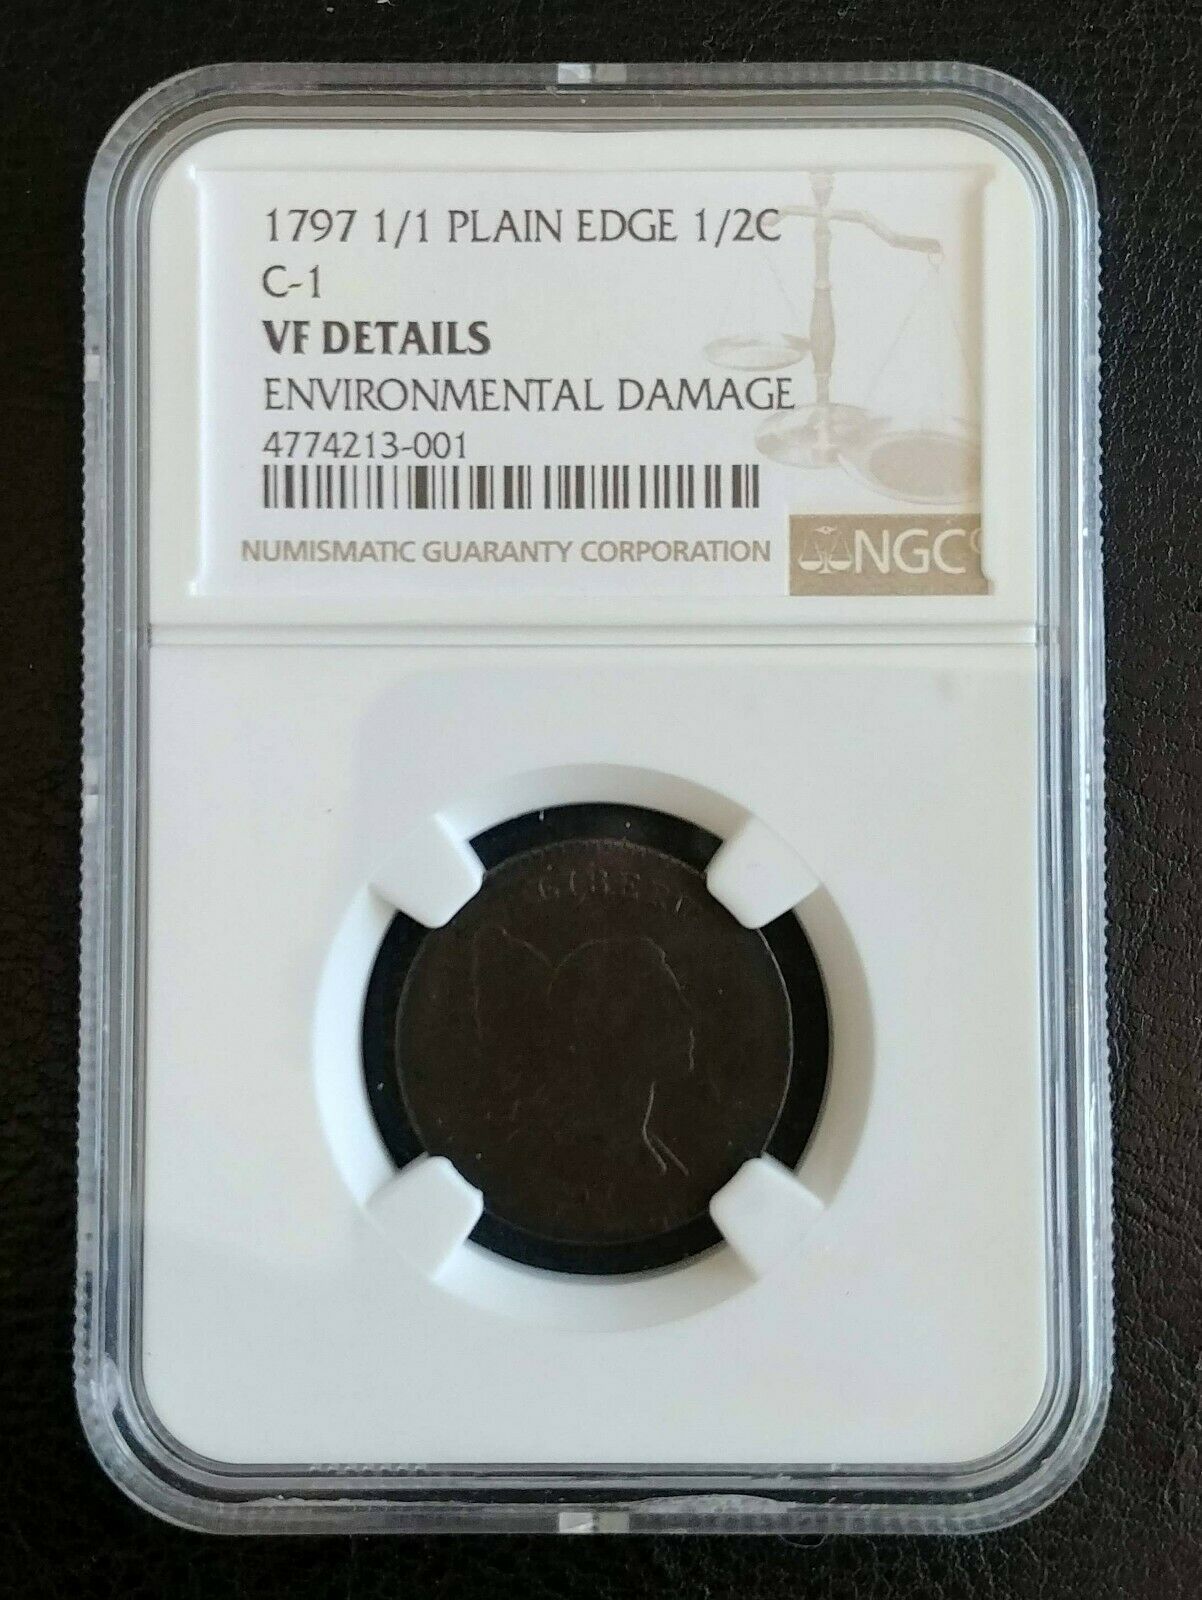 1797 1/1 PLAIN EDGE 1/2C
C-1
VF DETAILS
ENVIRONMENTAL DAMAGE
4774213-001
NUMISMATIC GUARANTY CORPORATION
NGC